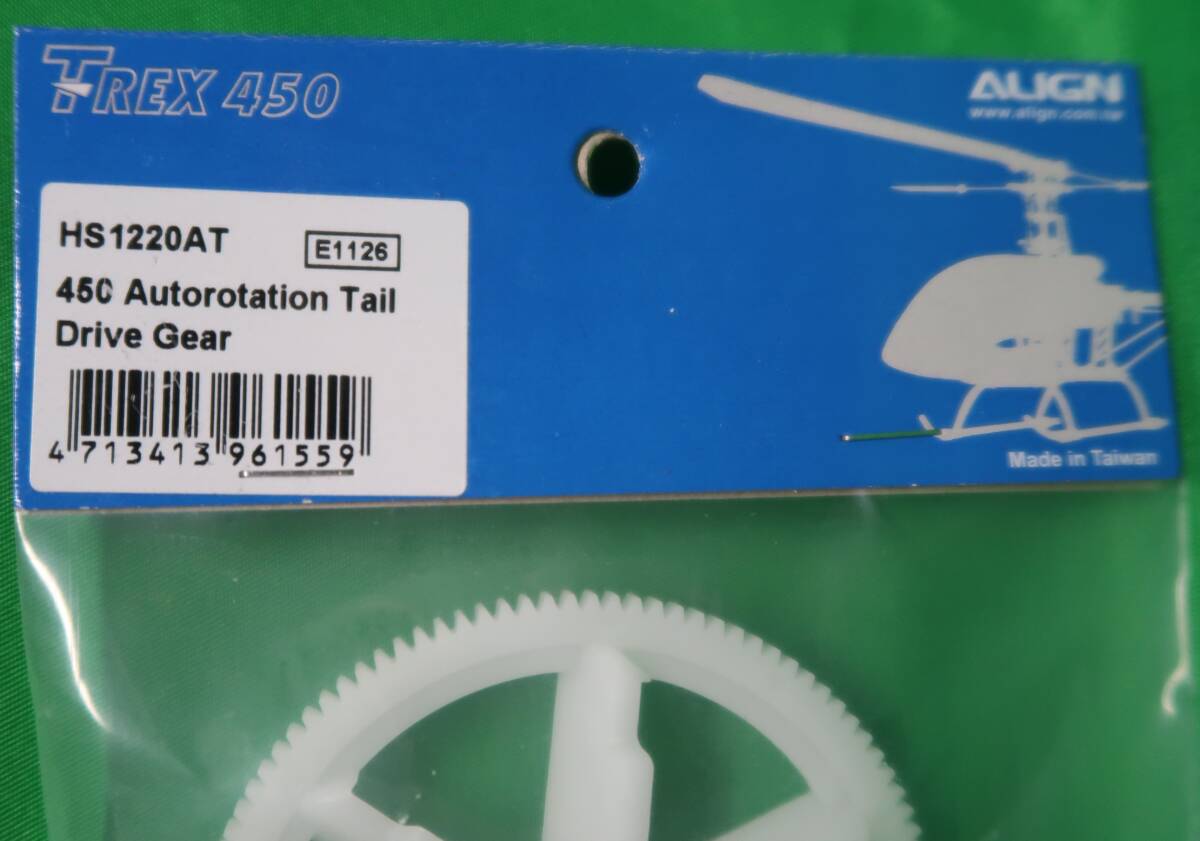 T-REX 450
ALIGN
www.align.com.tw
HS1220AT
E1126
450 Autorotation Tail
Drive Gear
4 713413 961559
Made in Taiwan